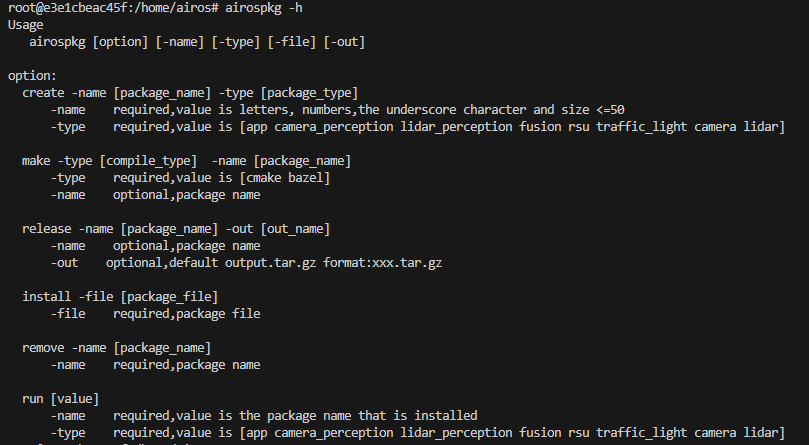 root@e3e1cbeac45f:/home/airos# airospkg -h
Usage
airospkg [option] [-name] [-type] [-file] [-out]
option:
create -name [package_name] -type [package_type]
-name required,value is letters, numbers,the underscore character and size <=50
-type required,value is [app camera_perception lidar_perception fusion rsu traffic_light camera lidar]
make -type [compile_type] -name [package_name]
-type required,value is [cmake bazel]
-name optional,package name
release -name [package_name] -out [out_name]
-name optional,package name
-out optional,default output.tar.gz format:xxx.tar.gz
install -file [package_file]
-file required,package file
remove -name [package_name]
-name required,package name
run [value]
-name required,value is the package name that is installed
-type required,value is [app camera_perception lidar_perception fusion rsu traffic_light camera lidar]